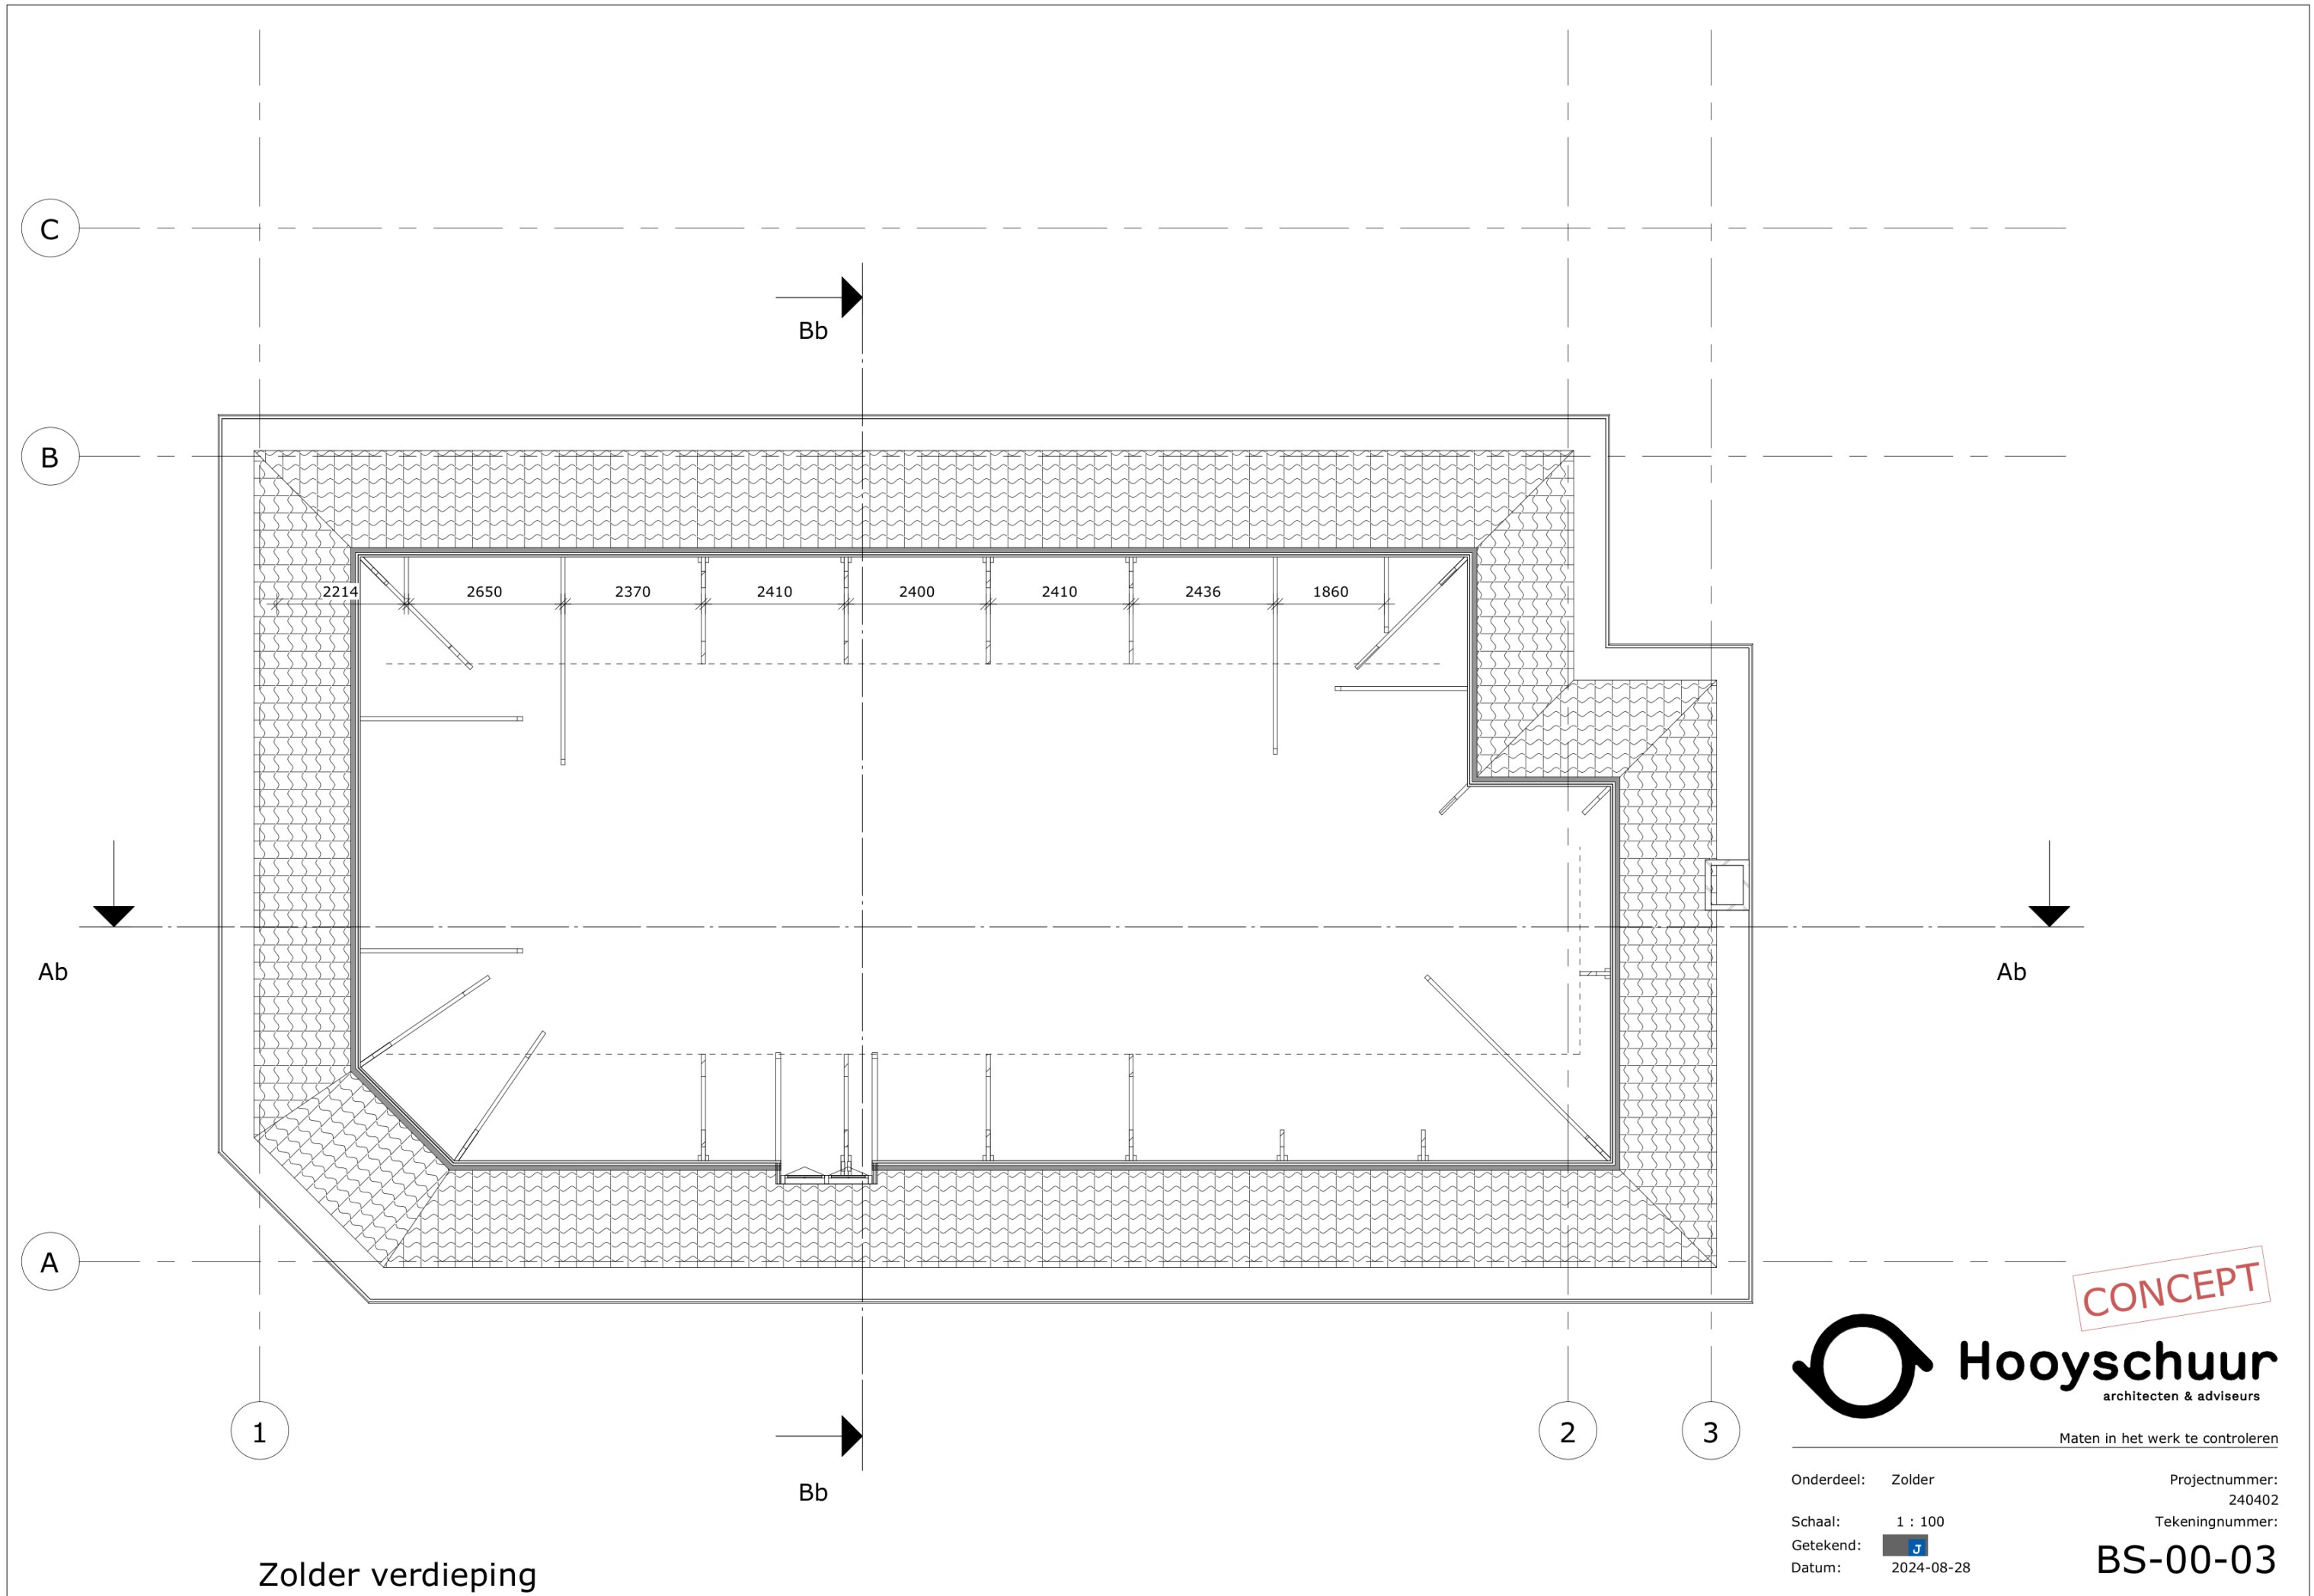 C
Bb
B
2214
2650
2370
2410
2400
2410
2436
1860
Ab
Ab
A
CONCEPT
Hooyschuur
architecten & adviseurs
1
2
3
Maten in het werk te controleren
Onderdeel: Zolder
Projectnummer:
240402
Schaal: 1 : 100
Tekeningnummer:
Getekend: J
BS-00-03
Datum: 2024-08-28
Bb
Zolder verdieping